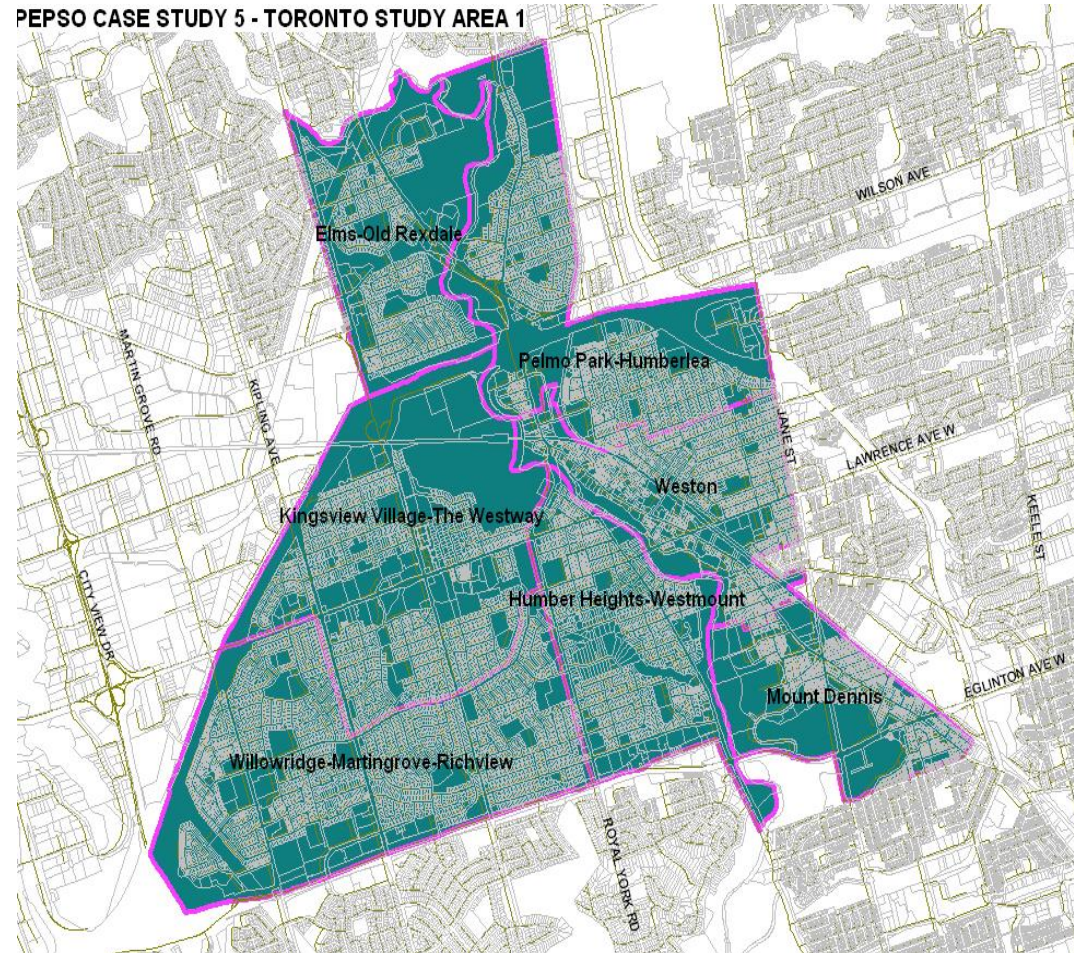 PEPSO CASE STUDY 5 - TORONTO STUDY AREA 1
WILSON AVE
Elms-Old Rexdale
MARTIN GROVE RD
KIPLING AVE
Pelmo Park-Humberlea
JANE ST
LAWRENCE AVE W
Weston
KEELE ST
Kingsview Village-The Westway
CITY VIEW DR
Humber Heights-Westmount
EGLINTON AVE W
Mount Dennis
Willowridge-Martingrove-Richview
ROYAL YORK RD